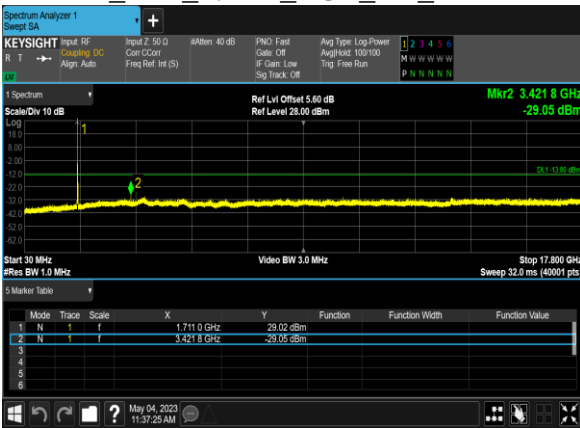 Spectrum Analyzer 1
Swept SA
+
KEYSIGHT Input: RF Input Z: 50 Ω #Atten: 40 dB PNO: Fast Avg Type: Log-Power 1 2 3 4 5 6
R T Coupling: DC Corr CCorr Gate: Off Avg|Hold: 100/100 M W W W W W
Align: Auto Freq Ref: Int (S) IF Gain: Low Trig: Free Run
LV Sig Track: Off P N N N N N
1 Spectrum Ref Lvl Offset 5.60 dB Mkr2 3.421 8 GHz
Scale/Div 10 dB Ref Level 28.00 dBm -29.05 dBm
Log
18.0
8.00
-2.00
-12.0
-22.0
-32.0
-42.0
-52.0
-62.0
1
2
DL1 -13.00 dBm
Start 30 MHz Video BW 3.0 MHz Stop 17.800 GHz
#Res BW 1.0 MHz Sweep 32.0 ms (40001 pts)
5 Marker Table
Mode Trace Scale X Y Function Function Width Function Value
1 N 1 f 1.711 0 GHz 29.02 dBm
2 N 1 f 3.421 8 GHz -29.05 dBm
3
4
5
6
?
May 04, 2023
11:37:25 AM